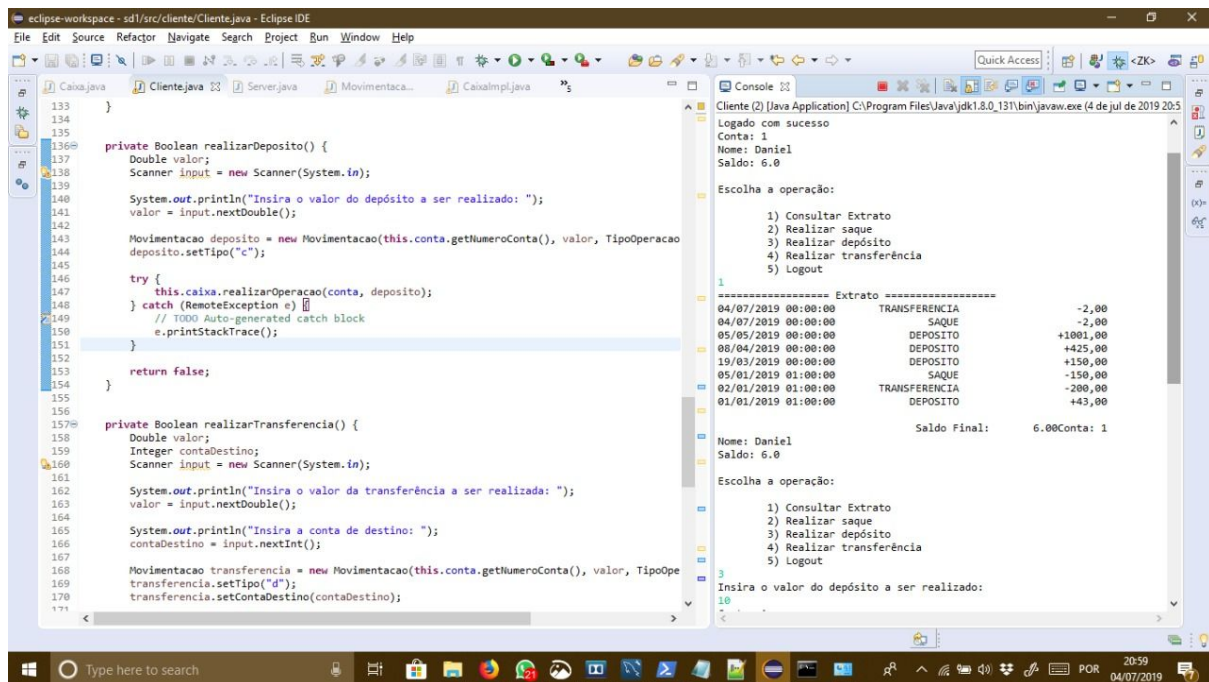 eclipse-workspace - sd1/src/cliente/Cliente.java - Eclipse IDE
File Edit Source Refactor Navigate Search Project Run Window Help
Quick Access
<ZK>
Caixa.java Cliente.java Server.java Movimentaca... CaixaImpl.java »5
133 }
134
135
136 private Boolean realizarDeposito() {
137 Double valor;
138 Scanner input = new Scanner(System.in);
139
140 System.out.println("Insira o valor do depósito a ser realizado: ");
141 valor = input.nextDouble();
142
143 Movimentacao deposito = new Movimentacao(this.conta.getNumeroConta(), valor, TipoOperacao
144 deposito.setTipo("c");
145
146 try {
147 this.caixa.realizarOperacao(conta, deposito);
148 } catch (RemoteException e) {
149 // TODO Auto-generated catch block
150 e.printStackTrace();
151 }
152
153 return false;
154 }
155
156
157 private Boolean realizarTransferencia() {
158 Double valor;
159 Integer contaDestino;
160 Scanner input = new Scanner(System.in);
161
162 System.out.println("Insira o valor da transferência a ser realizada: ");
163 valor = input.nextDouble();
164
165 System.out.println("Insira a conta de destino: ");
166 contaDestino = input.nextInt();
167
168 Movimentacao transferencia = new Movimentacao(this.conta.getNumeroConta(), valor, TipoOpe
169 transferencia.setTipo("d");
170 transferencia.setContaDestino(contaDestino);
171
Console
Cliente (2) [Java Application] C:\Program Files\Java\jdk1.8.0_131\bin\javaw.exe (4 de jul de 2019 20:5
Logado com sucesso
Conta: 1
Nome: Daniel
Saldo: 6.0
Escolha a operação:
1) Consultar Extrato
2) Realizar saque
3) Realizar depósito
4) Realizar transferência
5) Logout
1
================== Extrato ==================
04/07/2019 00:00:00 TRANSFERENCIA -2,00
04/07/2019 00:00:00 SAQUE -2,00
05/05/2019 00:00:00 DEPOSITO +1001,00
08/04/2019 00:00:00 DEPOSITO +425,00
19/03/2019 00:00:00 DEPOSITO +150,00
05/01/2019 01:00:00 SAQUE -150,00
02/01/2019 01:00:00 TRANSFERENCIA -200,00
01/01/2019 01:00:00 DEPOSITO +43,00
Saldo Final: 6.00Conta: 1
Nome: Daniel
Saldo: 6.0
Escolha a operação:
1) Consultar Extrato
2) Realizar saque
3) Realizar depósito
4) Realizar transferência
5) Logout
3
Insira o valor do depósito a ser realizado:
10
Type here to search
POR
20:59
04/07/2019